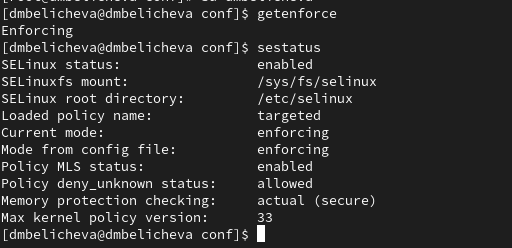 [dmbelicheva@dmbelicheva conf]$ getenforce
Enforcing
[dmbelicheva@dmbelicheva conf]$ sestatus
SELinux status:                 enabled
SELinuxfs mount:                /sys/fs/selinux
SELinux root directory:         /etc/selinux
Loaded policy name:             targeted
Current mode:                   enforcing
Mode from config file:          enforcing
Policy MLS status:              enabled
Policy deny_unknown status:     allowed
Memory protection checking:     actual (secure)
Max kernel policy version:      33
[dmbelicheva@dmbelicheva conf]$